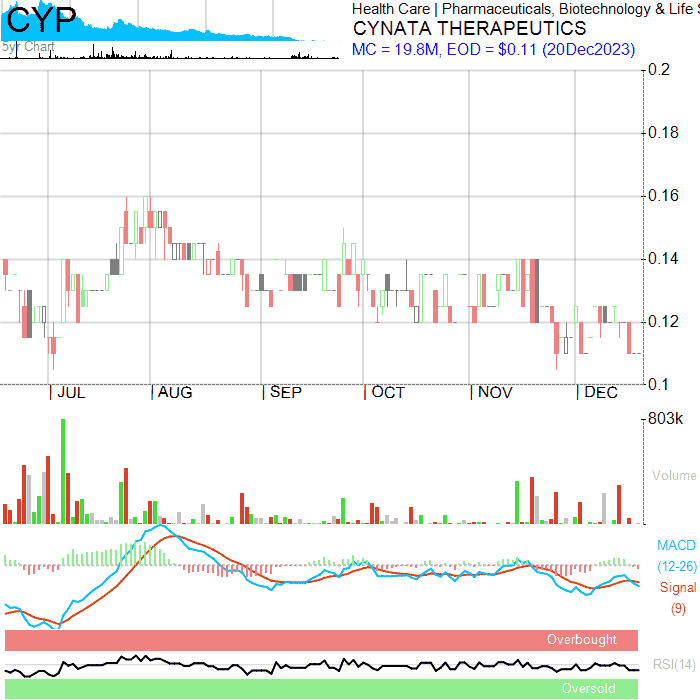 CYP
5yr Chart
Health Care | Pharmaceuticals, Biotechnology & Life S
CYNATA THERAPEUTICS
MC = 19.8M, EOD = $0.11 (20Dec2023)
0.2
0.18
0.16
0.14
0.12
0.1
| JUL | AUG | SEP | OCT | NOV | DEC
803k
Volume
MACD
(12-26)
Signal
(9)
Overbought
RSI(14)
Oversold